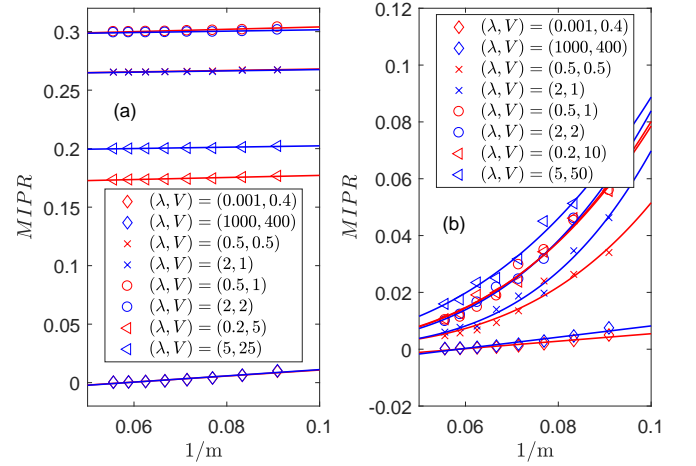 0.3
0.25
0.2
0.15
0.1
0.05
0
MIPR
(a)
(λ, V) = (0.001, 0.4)
(λ, V) = (1000, 400)
(λ, V) = (0.5, 0.5)
(λ, V) = (2, 1)
(λ, V) = (0.5, 1)
(λ, V) = (2, 2)
(λ, V) = (0.2, 5)
(λ, V) = (5, 25)
0.06 0.08 0.1
1/m
0.12
0.1
0.08
0.06
0.04
0.02
0
-0.02
MIPR
(λ, V) = (0.001, 0.4)
(λ, V) = (1000, 400)
(λ, V) = (0.5, 0.5)
(λ, V) = (2, 1)
(λ, V) = (0.5, 1)
(λ, V) = (2, 2)
(λ, V) = (0.2, 10)
(λ, V) = (5, 50)
(b)
0.06 0.08 0.1
1/m